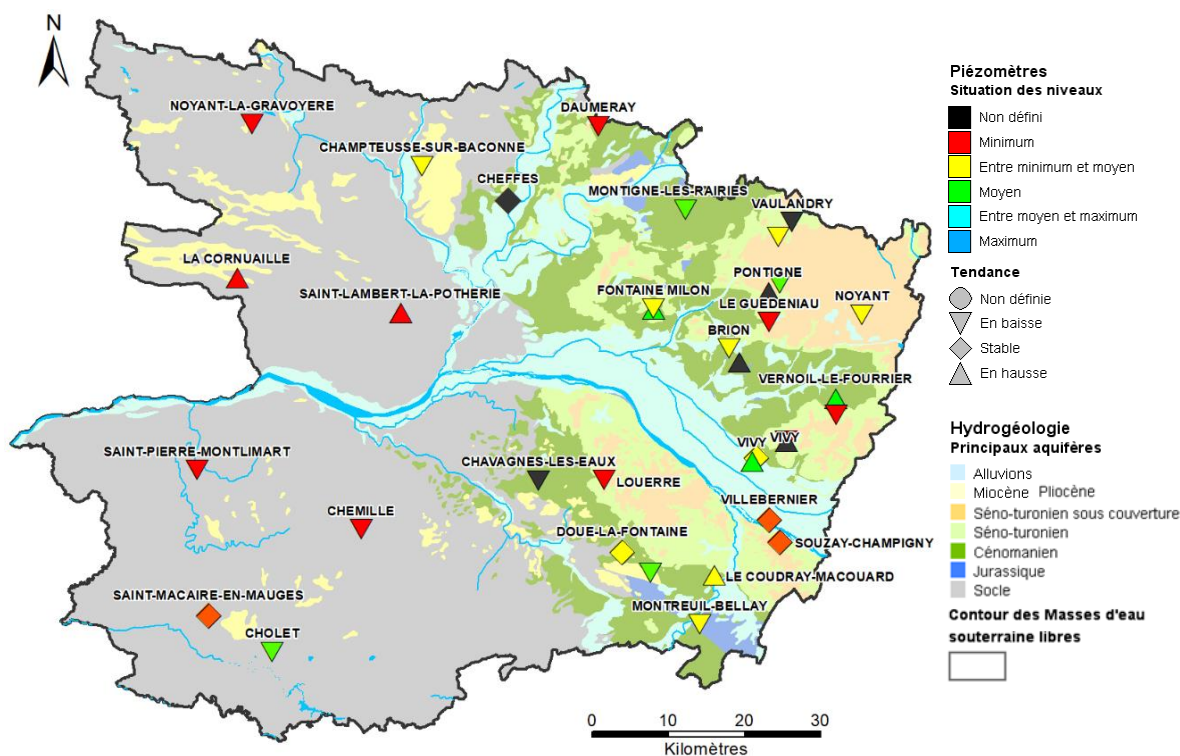 N
NOYANT-LA-GRAVOYERE
DAUMERAY
CHAMPTEUSSE-SUR-BACONNE
CHEFFES
MONTIGNE-LES-RAIRIES
VAULANDRY
LA CORNUAILLE
SAINT-LAMBERT-LA-POTHERIE
FONTAINE MILON
PONTIGNE
LE GUEDENIAU
NOYANT
BRION
VERNOIL-LE-FOURRIER
VIVY
VIVY
SAINT-PIERRE-MONTLIMART
CHAVAGNES-LES-EAUX
LOUERRE
CHEMILLE
VILLEBERNIER
DOUE-LA-FONTAINE
SOUZAY-CHAMPIGNY
LE COUDRAY-MACOUARD
SAINT-MACAIRE-EN-MAUGES
MONTREUIL-BELLAY
CHOLET
0 10 20 30
Kilomètres
Piézomètres
Situation des niveaux
Non défini
Minimum
Entre minimum et moyen
Moyen
Entre moyen et maximum
Maximum
Tendance
Non définie
En baisse
Stable
En hausse
Hydrogéologie
Principaux aquifères
Alluvions
Miocène Pliocène
Séno-turonien sous couverture
Séno-turonien
Cénomanien
Jurassique
Socle
Contour des Masses d'eau
souterraine libres